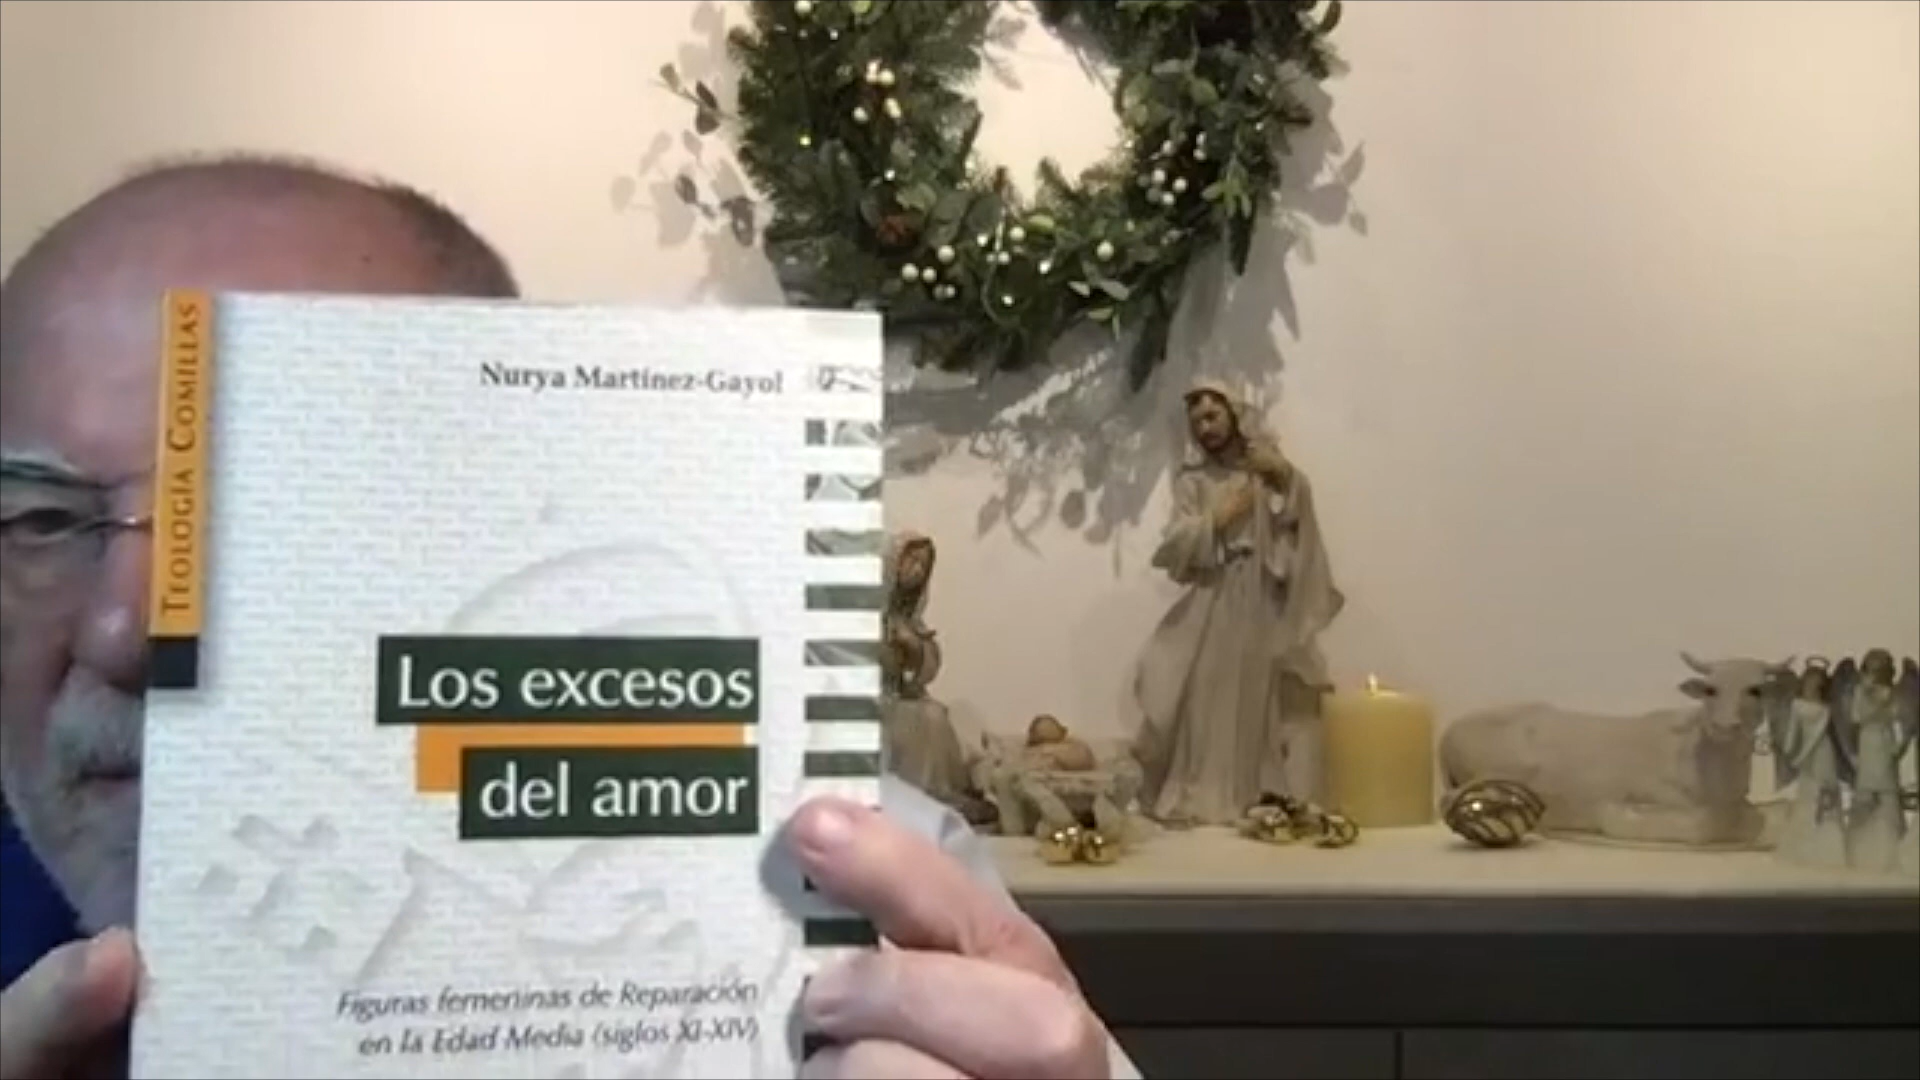 TEOLOGÍA COMILLAS
Nurya Martínez-Gayol
Los excesos
del amor
Figuras femeninas de Reparación
en la Edad Media (siglos XI-XIV)